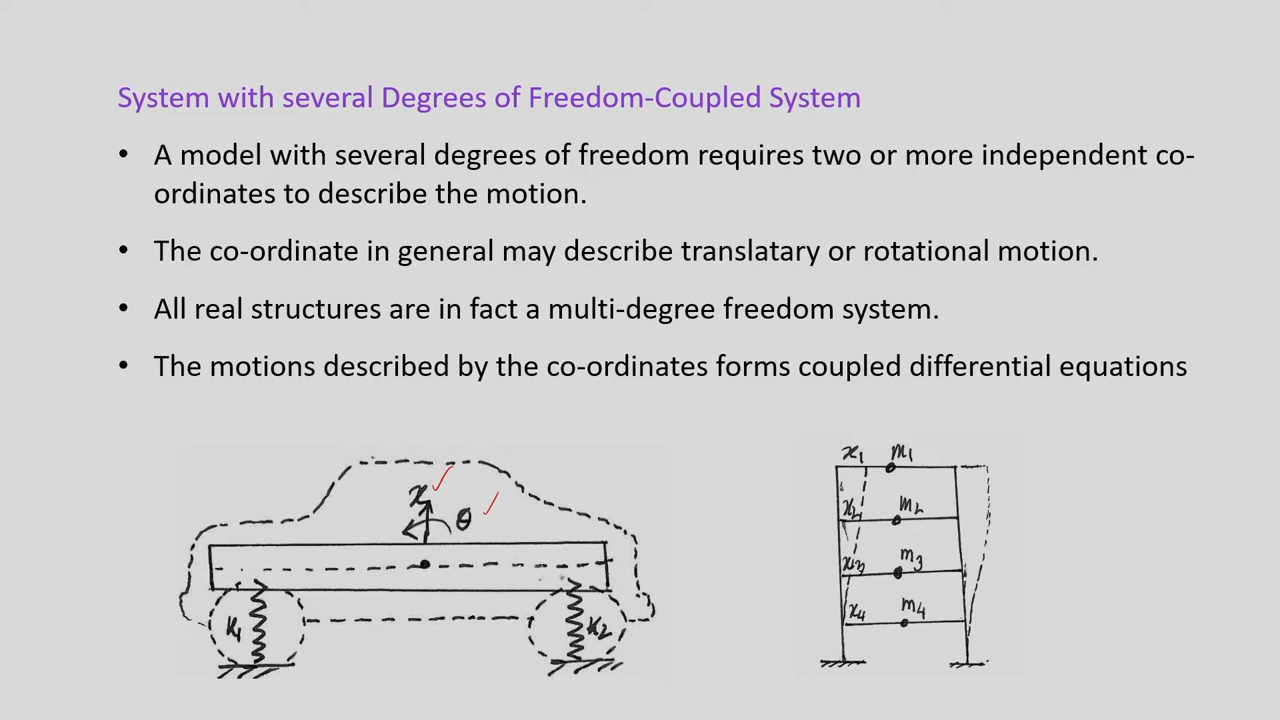 System with several Degrees of Freedom-Coupled System
• A model with several degrees of freedom requires two or more independent co-
ordinates to describe the motion.
• The co-ordinate in general may describe translatary or rotational motion.
• All real structures are in fact a multi-degree freedom system.
• The motions described by the co-ordinates forms coupled differential equations
x
θ
K1
K2
x1 m1
x2 m2
x3 m3
x4 m4